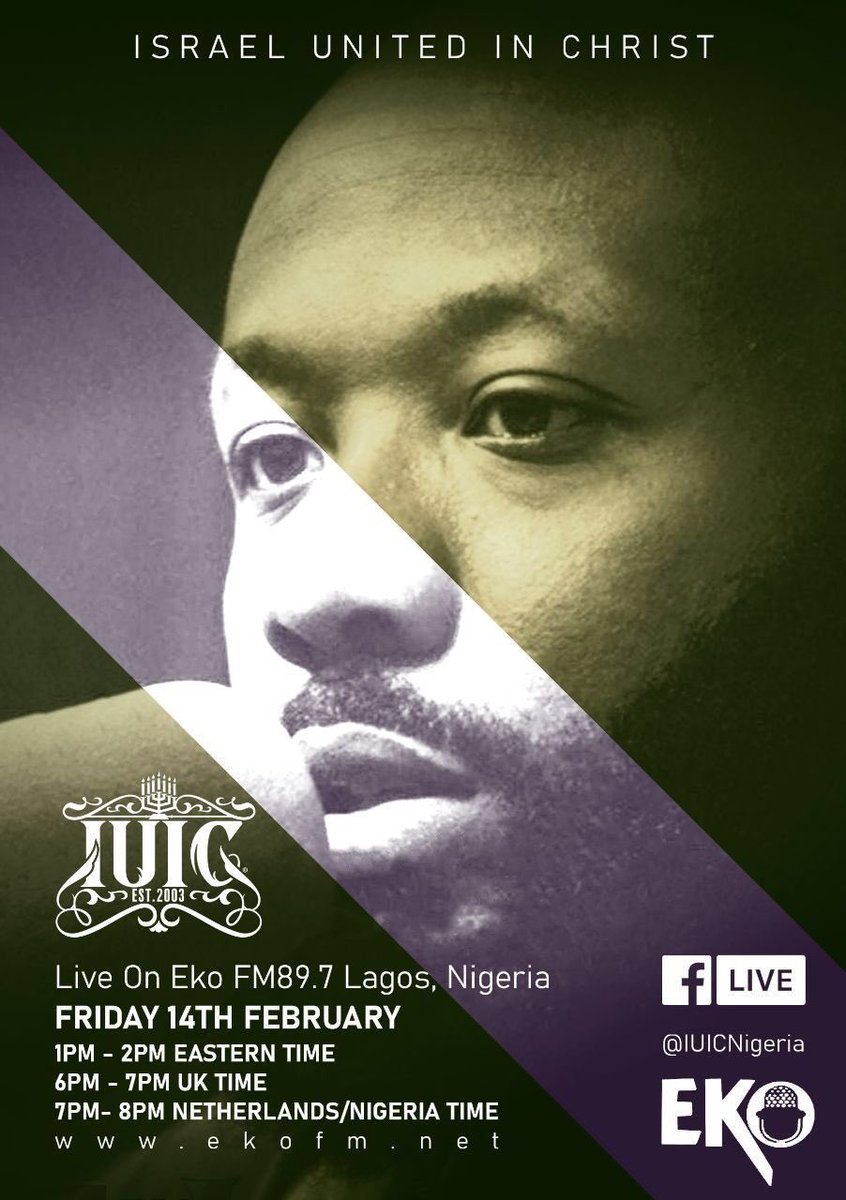 ISRAEL UNITED IN CHRIST
IUIC
EST. 2003
Live On Eko FM89.7 Lagos, Nigeria
FRIDAY 14TH FEBRUARY
1PM - 2PM EASTERN TIME
6PM - 7PM UK TIME
7PM- 8PM NETHERLANDS/NIGERIA TIME
www.ekofm.net
f LIVE
@IUICNigeria
EKO